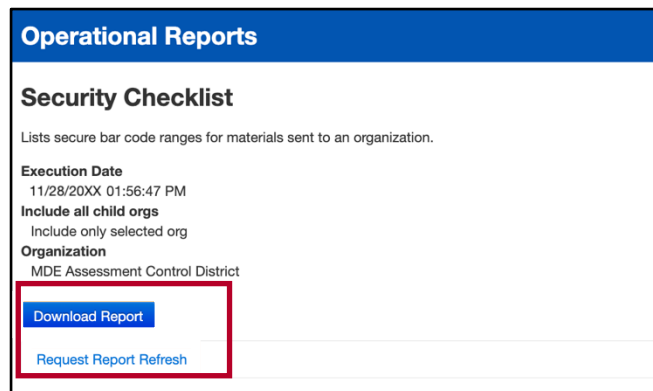 Operational Reports
Security Checklist
Lists secure bar code ranges for materials sent to an organization.
Execution Date
11/28/20XX 01:56:47 PM
Include all child orgs
Include only selected org
Organization
MDE Assessment Control District
Download Report
Request Report Refresh